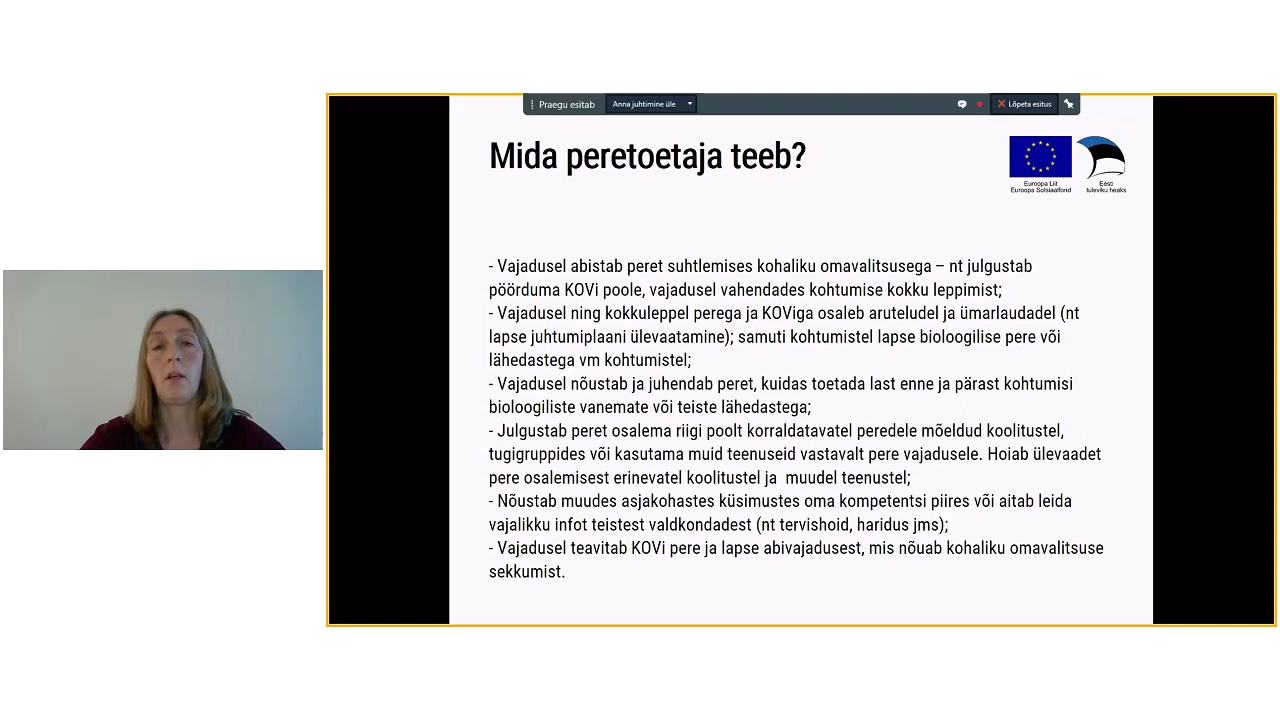 Praegu esitab
Anna juhtimine üle
Lõpeta esitus
Mida peretoetaja teeb?
Euroopa Liit
Euroopa Sotsiaalfond
Eesti
tuleviku heaks
- Vajadusel abistab peret suhtlemises kohaliku omavalitsusega – nt julgustab
pöörduma KOVi poole, vajadusel vahendades kohtumise kokku leppimist;
- Vajadusel ning kokkuleppel perega ja KOViga osaleb aruteludel ja ümarlaudadel (nt
lapse juhtumiplaani ülevaatamine); samuti kohtumistel lapse bioloogilise pere või
lähedastega vm kohtumistel;
- Vajadusel nõustab ja juhendab peret, kuidas toetada last enne ja pärast kohtumisi
bioloogiliste vanemate või teiste lähedastega;
- Julgustab peret osalema riigi poolt korraldatavatel peredele mõeldud koolitustel,
tugigruppides või kasutama muid teenuseid vastavalt pere vajadusele. Hoiab ülevaadet
pere osalemisest erinevatel koolitustel ja  muudel teenustel;
- Nõustab muudes asjakohastes küsimustes oma kompetentsi piires või aitab leida
vajalikku infot teistest valdkondadest (nt tervishoid, haridus jms);
- Vajadusel teavitab KOVi pere ja lapse abivajadusest, mis nõuab kohaliku omavalitsuse
sekkumist.